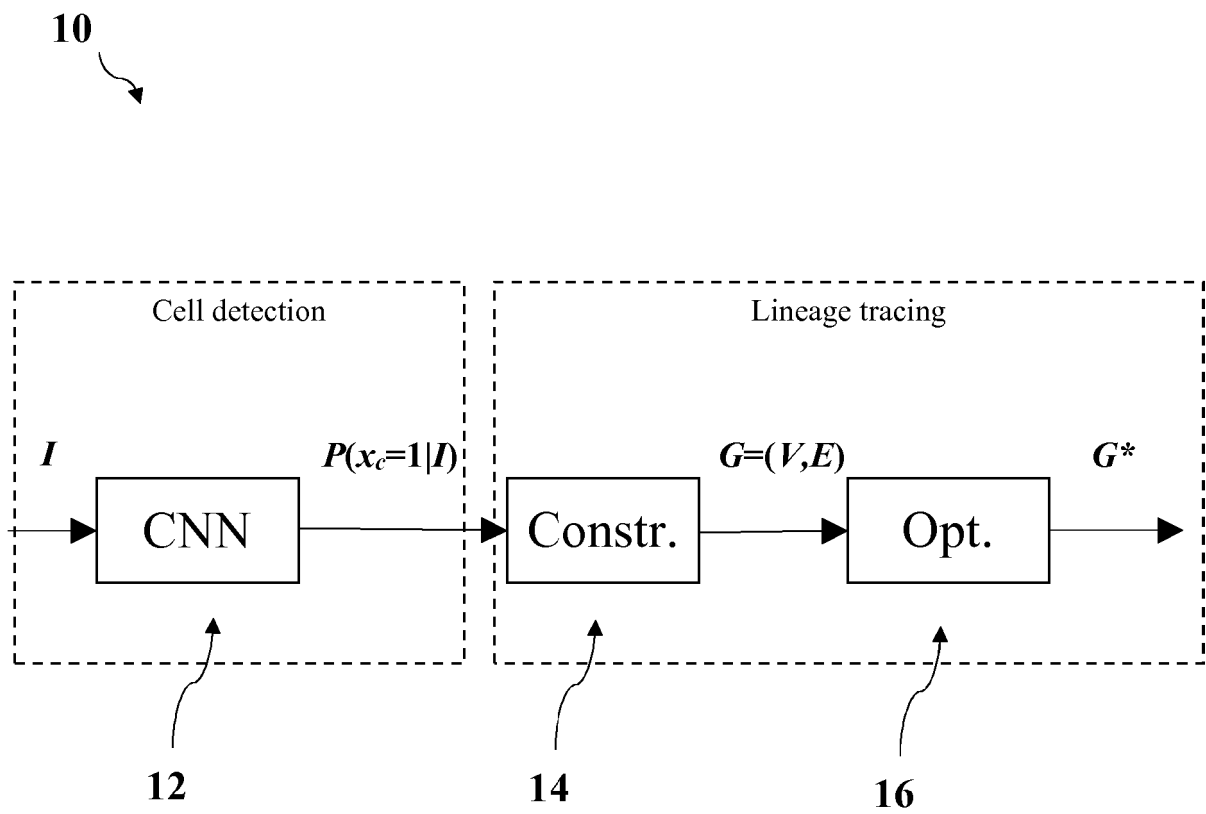 10
Cell detection
Lineage tracing
I
P(x_c=1|I)
G=(V,E)
G*
CNN
Constr.
Opt.
12
14
16